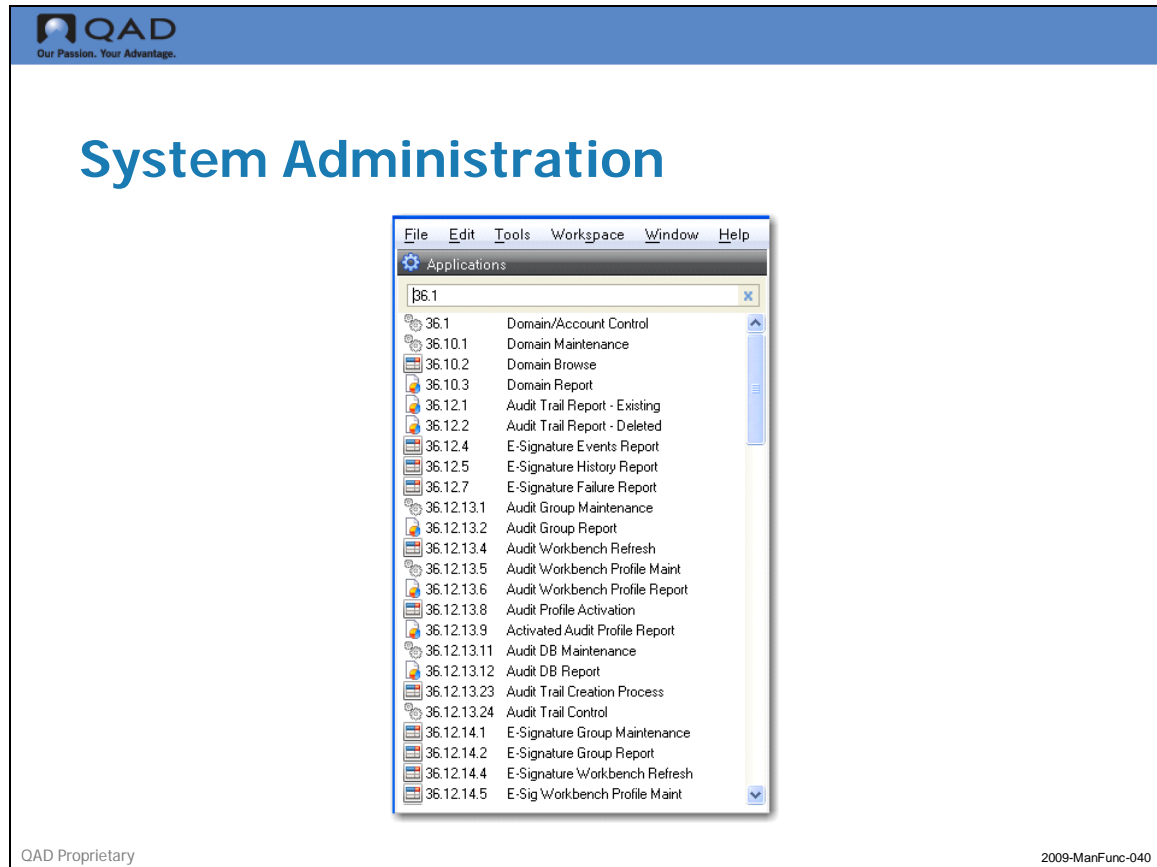 QAD
Our Passion. Your Advantage.
System Administration
File Edit Tools Workspace Window Help
Applications
36.1
36.1 Domain/Account Control
36.10.1 Domain Maintenance
36.10.2 Domain Browse
36.10.3 Domain Report
36.12.1 Audit Trail Report - Existing
36.12.2 Audit Trail Report - Deleted
36.12.4 E-Signature Events Report
36.12.5 E-Signature History Report
36.12.7 E-Signature Failure Report
36.12.13.1 Audit Group Maintenance
36.12.13.2 Audit Group Report
36.12.13.4 Audit Workbench Refresh
36.12.13.5 Audit Workbench Profile Maint
36.12.13.6 Audit Workbench Profile Report
36.12.13.8 Audit Profile Activation
36.12.13.9 Activated Audit Profile Report
36.12.13.11 Audit DB Maintenance
36.12.13.12 Audit DB Report
36.12.13.23 Audit Trail Creation Process
36.12.13.24 Audit Trail Control
36.12.14.1 E-Signature Group Maintenance
36.12.14.2 E-Signature Group Report
36.12.14.4 E-Signature Workbench Refresh
36.12.14.5 E-Sig Workbench Profile Maint
QAD Proprietary
2009-ManFunc-040